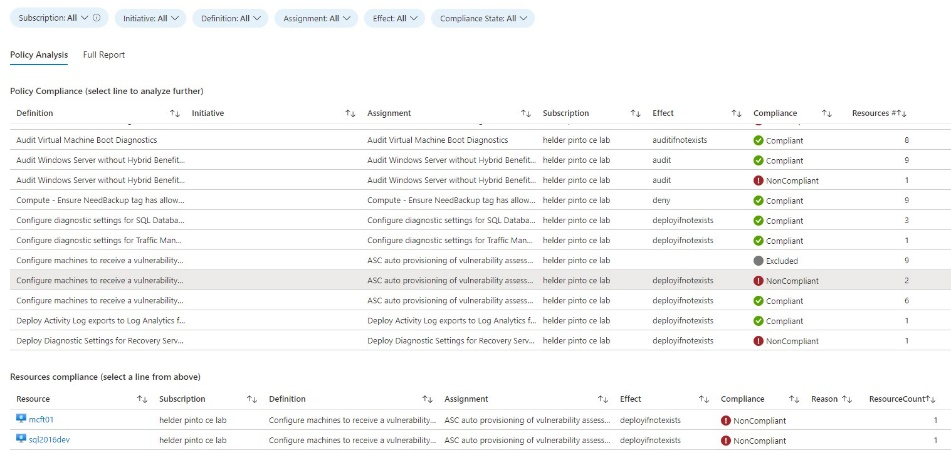 Subscription: All
Initiative: All
Definition: All
Assignment: All
Effect: All
Compliance State: All
Policy Analysis Full Report
Policy Compliance (select line to analyze further)
Definition Initiative Assignment Subscription Effect Compliance Resources #
Audit Virtual Machine Boot Diagnostics Audit Virtual Machine Boot Diagnostics helder pinto ce lab auditifnotexists Compliant 8
Audit Windows Server without Hybrid Benefit... Audit Windows Server without Hybrid Benefit... helder pinto ce lab audit Compliant 9
Audit Windows Server without Hybrid Benefit... Audit Windows Server without Hybrid Benefit... helder pinto ce lab audit NonCompliant 1
Compute - Ensure NeedBackup tag has allow... Compute - Ensure NeedBackup tag has allow... helder pinto ce lab deny Compliant 9
Configure diagnostic settings for SQL Databa... Configure diagnostic settings for SQL Databa... helder pinto ce lab deployifnotexists Compliant 3
Configure diagnostic settings for Traffic Man... Configure diagnostic settings for Traffic Man... helder pinto ce lab deployifnotexists Compliant 1
Configure machines to receive a vulnerability... ASC auto provisioning of vulnerability assess... helder pinto ce lab Excluded 9
Configure machines to receive a vulnerability... ASC auto provisioning of vulnerability assess... helder pinto ce lab deployifnotexists NonCompliant 2
Configure machines to receive a vulnerability... ASC auto provisioning of vulnerability assess... helder pinto ce lab deployifnotexists Compliant 6
Deploy Activity Log exports to Log Analytics f... Deploy Activity Log exports to Log Analytics f... helder pinto ce lab deployifnotexists Compliant 1
Deploy Diagnostic Settings for Recovery Serv... Deploy Diagnostic Settings for Recovery Serv... helder pinto ce lab deployifnotexists NonCompliant 1
Resources compliance (select a line from above)
Resource Subscription Definition Assignment Effect Compliance Reason ResourceCount
mcft01 helder pinto ce lab Configure machines to receive a vulnerability... ASC auto provisioning of vulnerability assess... deployifnotexists NonCompliant 1
sql2016dev helder pinto ce lab Configure machines to receive a vulnerability... ASC auto provisioning of vulnerability assess... deployifnotexists NonCompliant 1